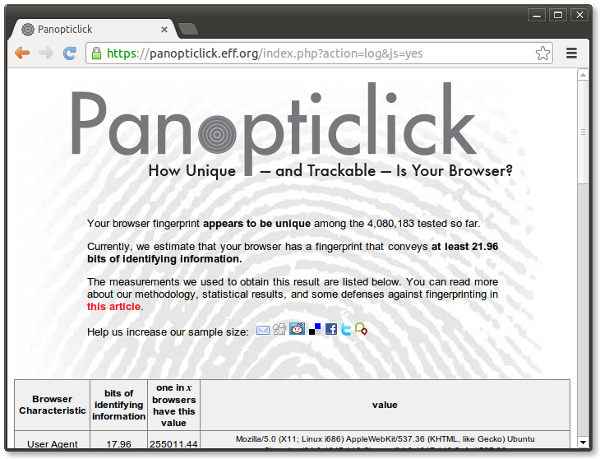 Panopticlick
https://panopticlick.eff.org/index.php?action=log&js=yes
Panopticlick
How Unique — and Trackable — Is Your Browser?
Your browser fingerprint appears to be unique among the 4,080,183 tested so far.
Currently, we estimate that your browser has a fingerprint that conveys at least 21.96
bits of identifying information.
The measurements we used to obtain this result are listed below. You can read more
about our methodology, statistical results, and some defenses against fingerprinting in
this article.
Help us increase our sample size:
Browser
Characteristic
bits of
identifying
information
one in x
browsers
have this
value
value
User Agent
17.96
255011.44
Mozilla/5.0 (X11; Linux i686) AppleWebKit/537.36 (KHTML, like Gecko) Ubuntu